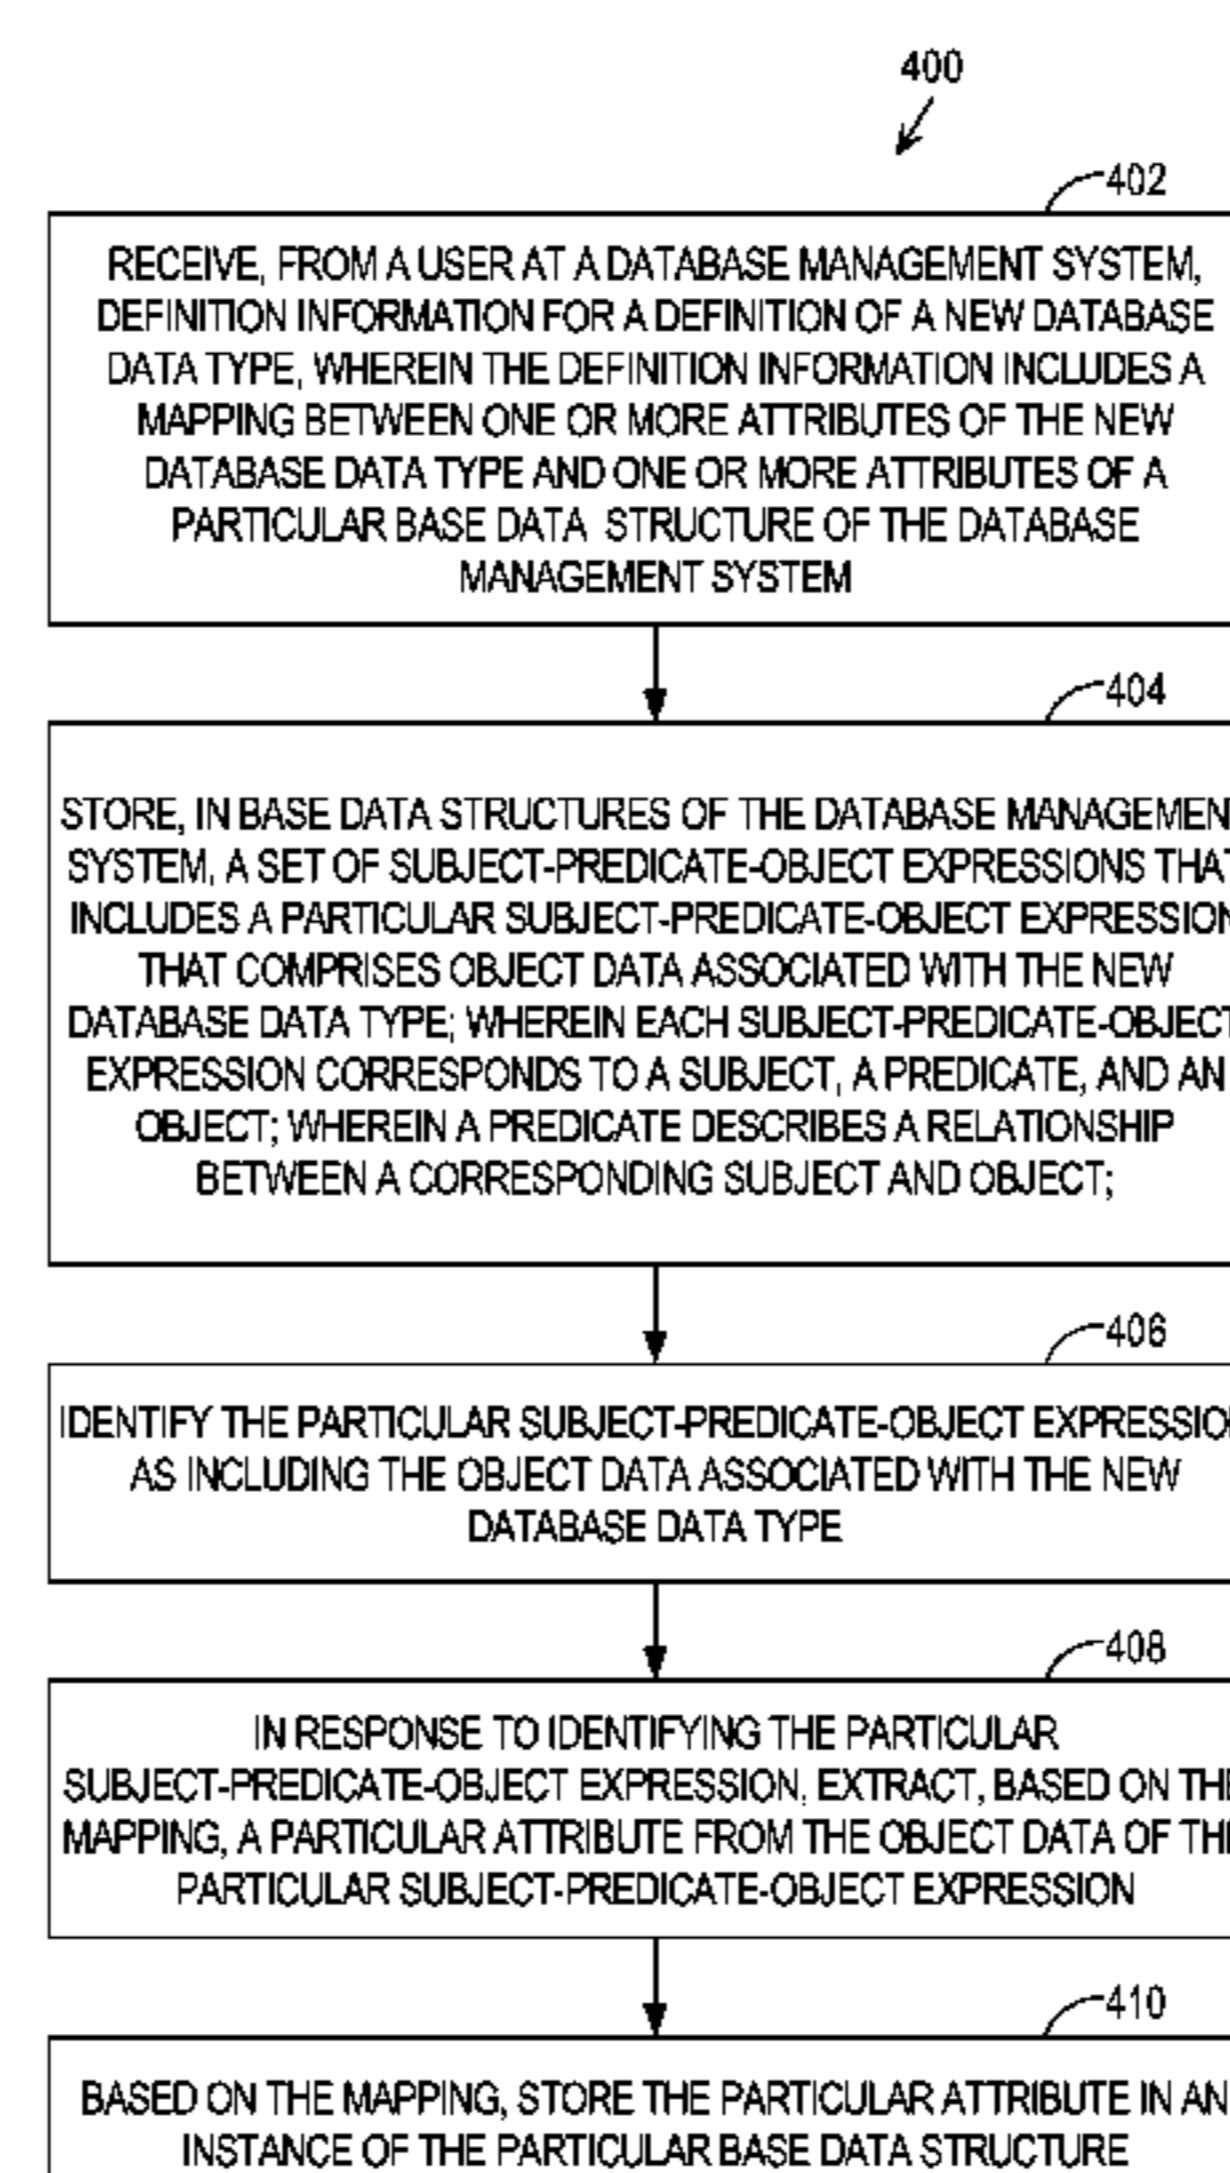 400
402
RECEIVE, FROM A USER AT A DATABASE MANAGEMENT SYSTEM,
DEFINITION INFORMATION FOR A DEFINITION OF A NEW DATABASE
DATA TYPE, WHEREIN THE DEFINITION INFORMATION INCLUDES A
MAPPING BETWEEN ONE OR MORE ATTRIBUTES OF THE NEW
DATABASE DATA TYPE AND ONE OR MORE ATTRIBUTES OF A
PARTICULAR BASE DATA STRUCTURE OF THE DATABASE
MANAGEMENT SYSTEM
404
STORE, IN BASE DATA STRUCTURES OF THE DATABASE MANAGEMEN
SYSTEM, A SET OF SUBJECT-PREDICATE-OBJECT EXPRESSIONS THAT
INCLUDES A PARTICULAR SUBJECT-PREDICATE-OBJECT EXPRESSION
THAT COMPRISES OBJECT DATA ASSOCIATED WITH THE NEW
DATABASE DATA TYPE; WHEREIN EACH SUBJECT-PREDICATE-OBJECT
EXPRESSION CORRESPONDS TO A SUBJECT, A PREDICATE, AND AN
OBJECT; WHEREIN A PREDICATE DESCRIBES A RELATIONSHIP
BETWEEN A CORRESPONDING SUBJECT AND OBJECT;
406
IDENTIFY THE PARTICULAR SUBJECT-PREDICATE-OBJECT EXPRESSIO
AS INCLUDING THE OBJECT DATA ASSOCIATED WITH THE NEW
DATABASE DATA TYPE
408
IN RESPONSE TO IDENTIFYING THE PARTICULAR
SUBJECT-PREDICATE-OBJECT EXPRESSION, EXTRACT, BASED ON THE
MAPPING, A PARTICULAR ATTRIBUTE FROM THE OBJECT DATA OF THE
PARTICULAR SUBJECT-PREDICATE-OBJECT EXPRESSION
410
BASED ON THE MAPPING, STORE THE PARTICULAR ATTRIBUTE IN AN
INSTANCE OF THE PARTICULAR BASE DATA STRUCTURE